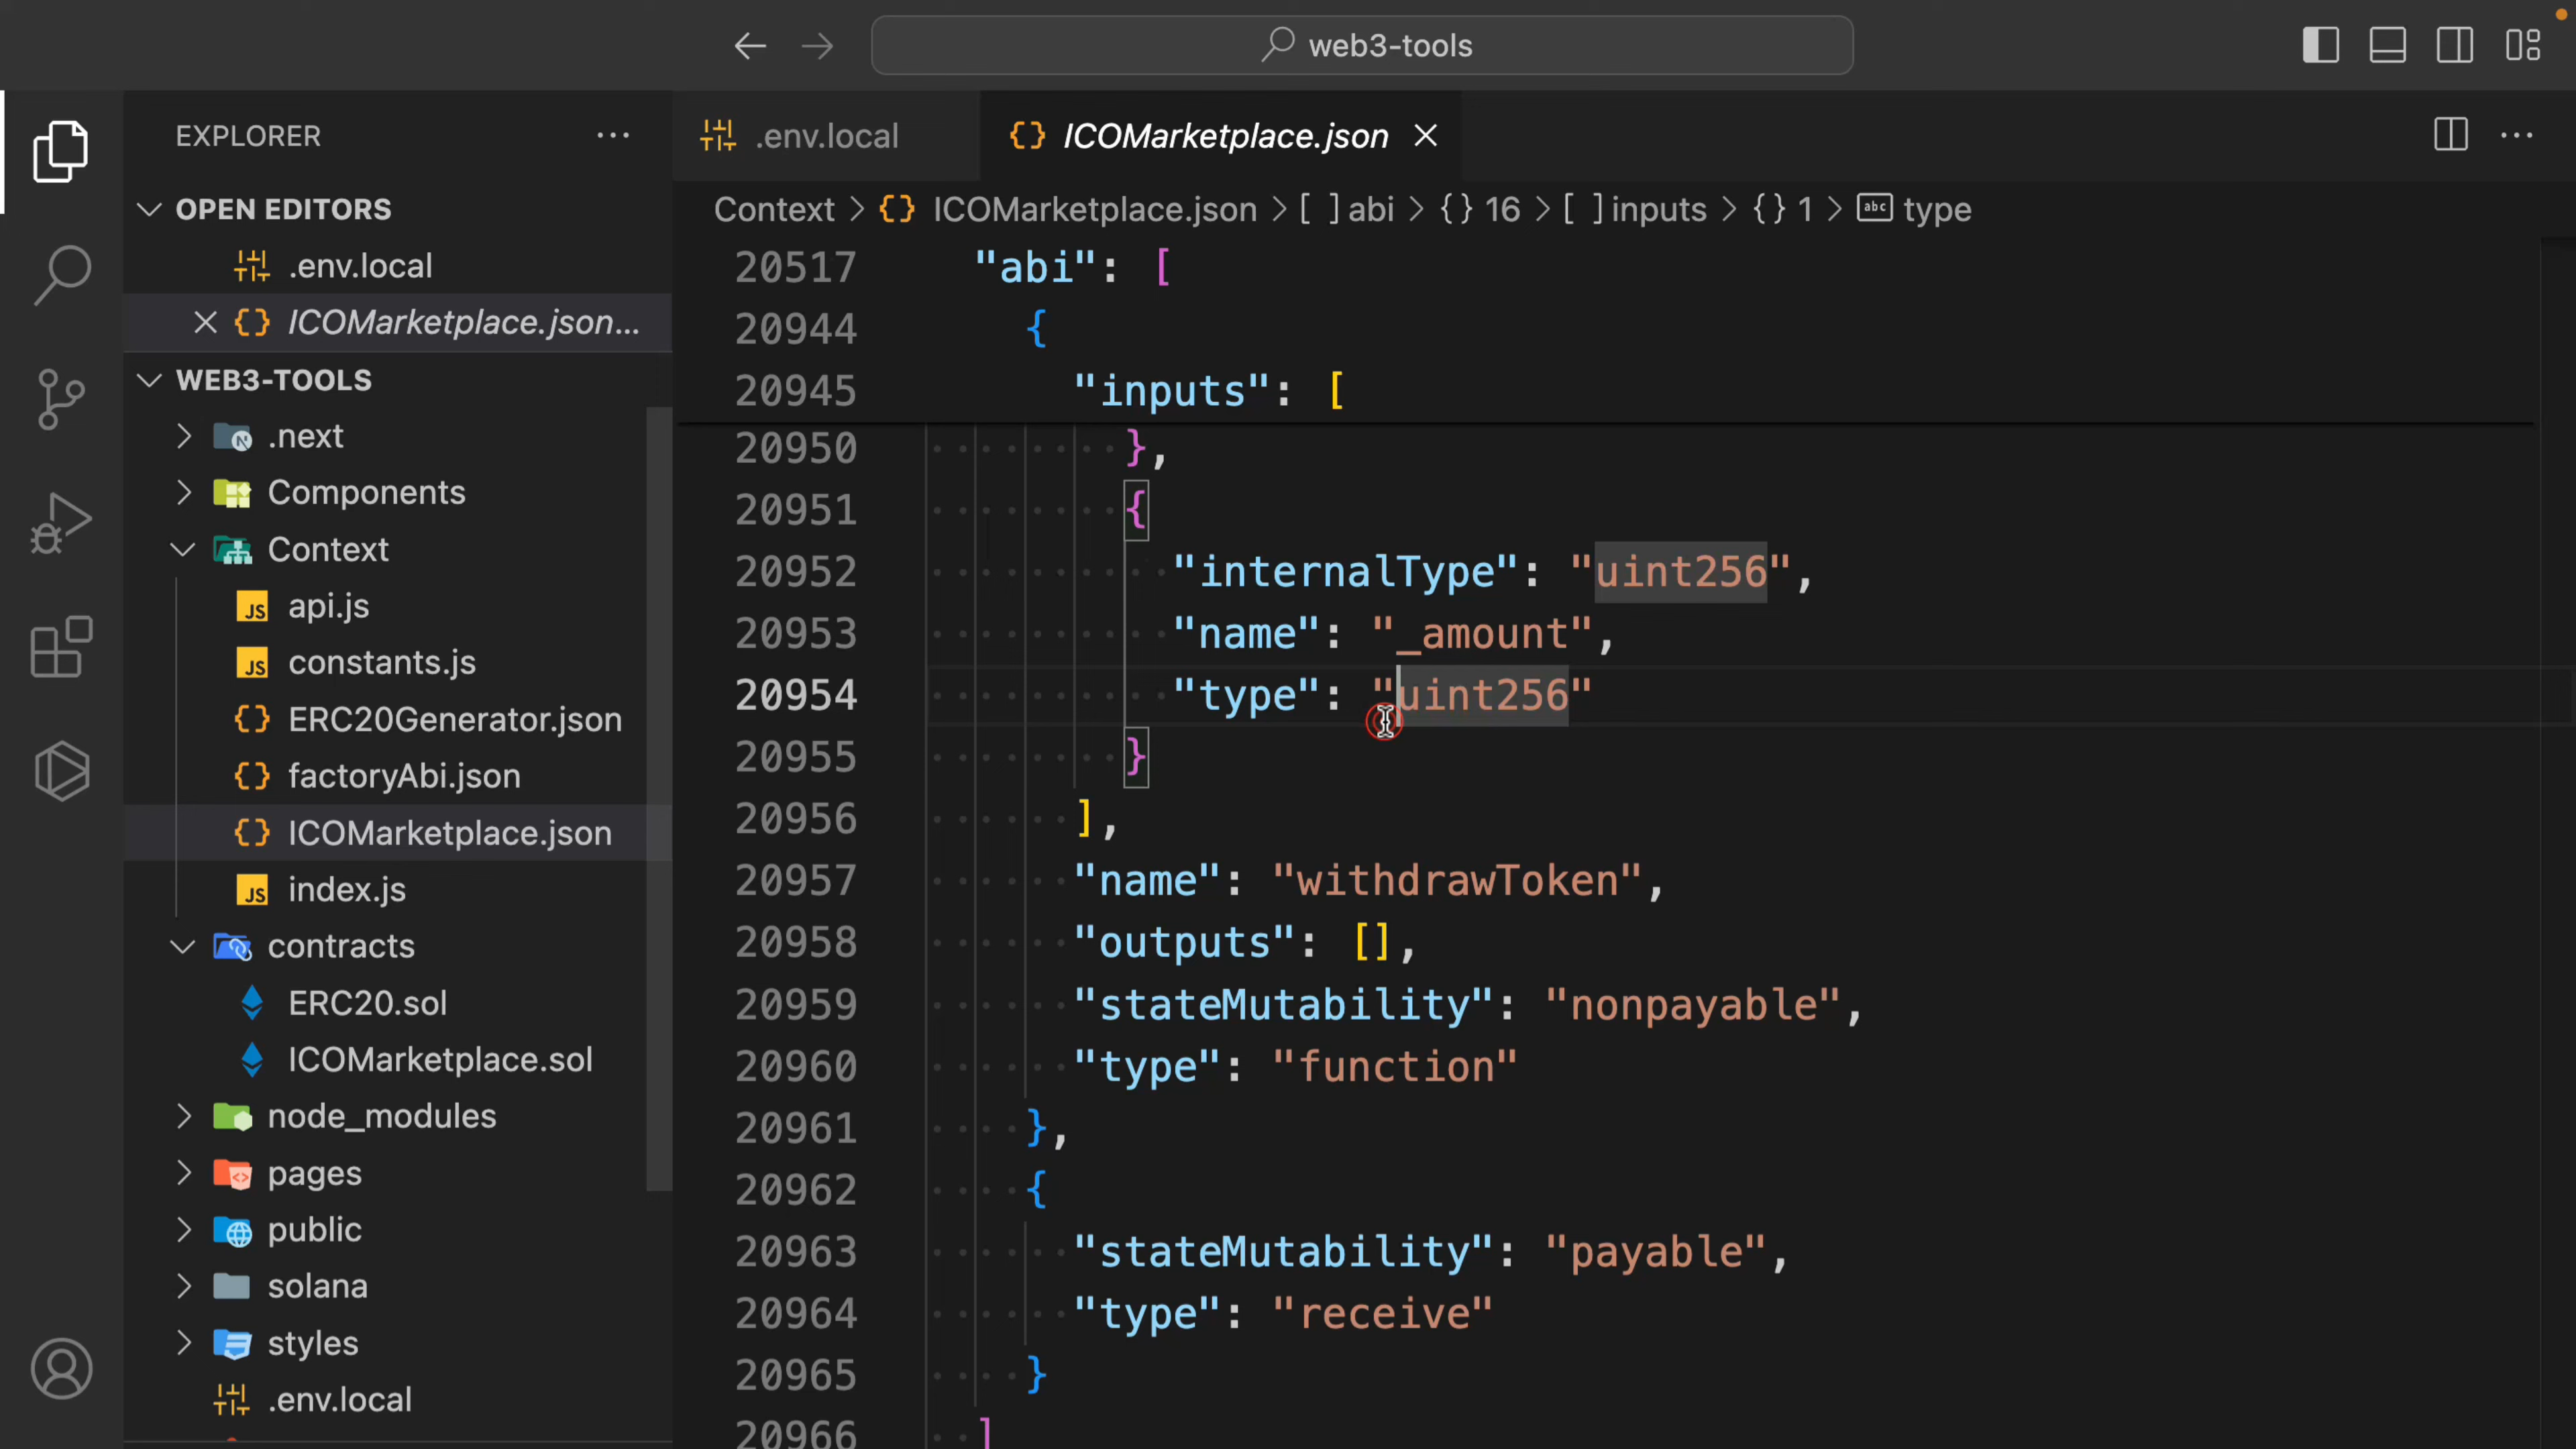 web3-tools
EXPLORER
OPEN EDITORS
.env.local
ICOMarketplace.json...
WEB3-TOOLS
.next
Components
Context
api.js
constants.js
ERC20Generator.json
factoryAbi.json
ICOMarketplace.json
index.js
contracts
ERC20.sol
ICOMarketplace.sol
node_modules
pages
public
solana
styles
.env.local
.env.local
ICOMarketplace.json
Context > {} ICOMarketplace.json > [ ] abi > {} 16 > [ ] inputs > {} 1 > abc type
20517 "abi": [
20944 {
20945 "inputs": [
20950 },
20951 {
20952 "internalType": "uint256",
20953 "name": "_amount",
20954 "type": "uint256"
20955 }
20956 ],
20957 "name": "withdrawToken",
20958 "outputs": [],
20959 "stateMutability": "nonpayable",
20960 "type": "function"
20961 },
20962 {
20963 "stateMutability": "payable",
20964 "type": "receive"
20965 }
20966 ]